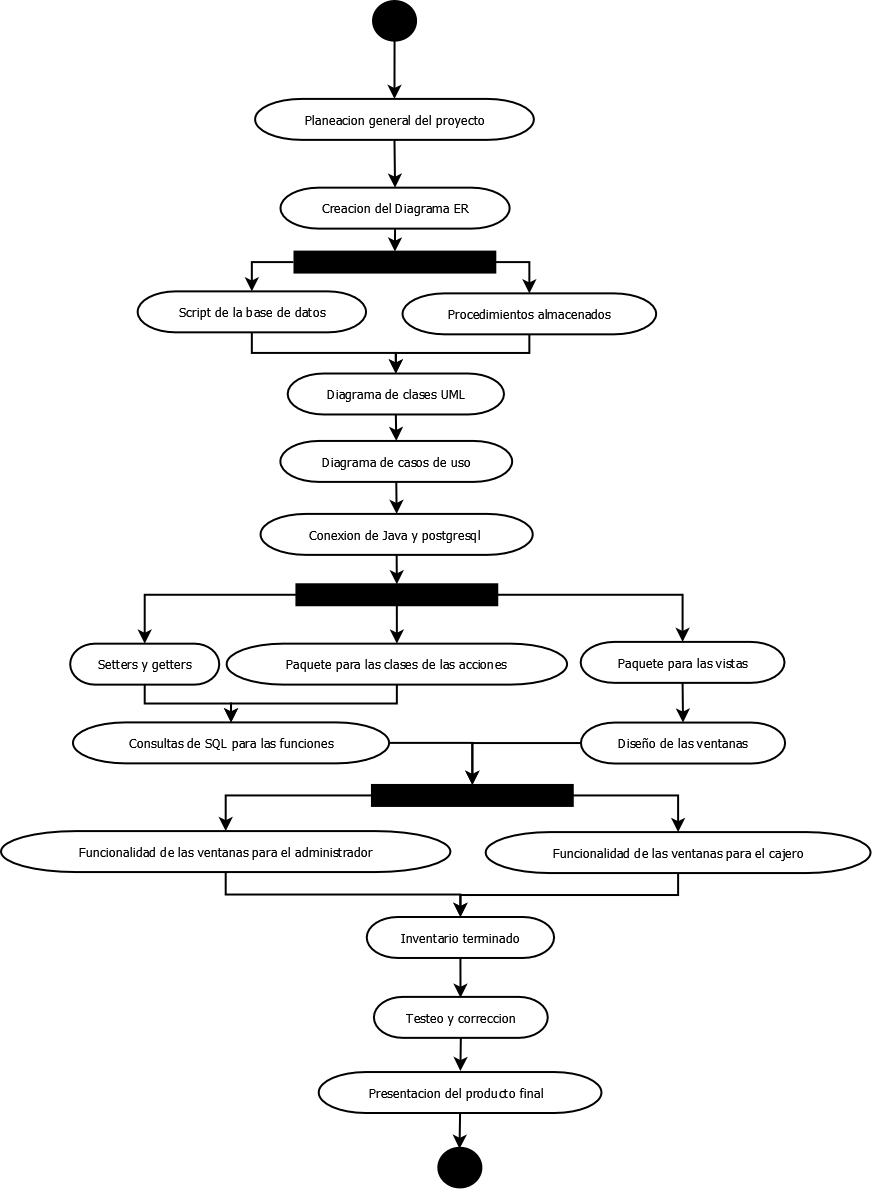 Planeacion general del proyecto
Creacion del Diagrama ER
Script de la base de datos
Procedimientos almacenados
Diagrama de clases UML
Diagrama de casos de uso
Conexion de Java y postgresql
Setters y getters
Paquete para las clases de las acciones
Paquete para las vistas
Consultas de SQL para las funciones
Diseño de las ventanas
Funcionalidad de las ventanas para el administrador
Funcionalidad de las ventanas para el cajero
Inventario terminado
Testeo y correccion
Presentacion del producto final